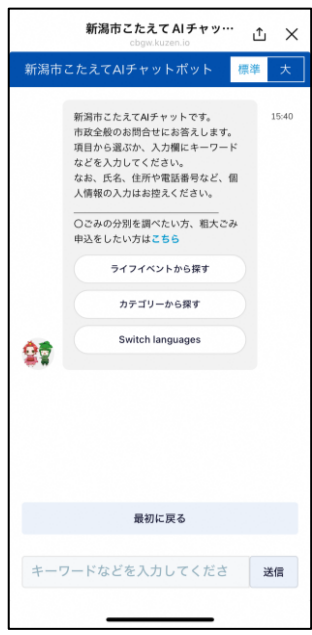 新潟市こたえてAIチャッ…
cbgw.kuzen.io
新潟市こたえてAIチャットボット
標準
大
新潟市こたえてAIチャットです。
市政全般のお問合せにお答えします。
項目から選ぶか、入力欄にキーワード
などを入力してください。
なお、氏名、住所や電話番号など、個
人情報の入力はお控えください。
15:40
〇ごみの分別を調べたい方、粗大ごみ
申込をしたい方はこちら
ライフイベントから探す
カテゴリーから探す
Switch languages
最初に戻る
キーワードなどを入力してくださ
送信